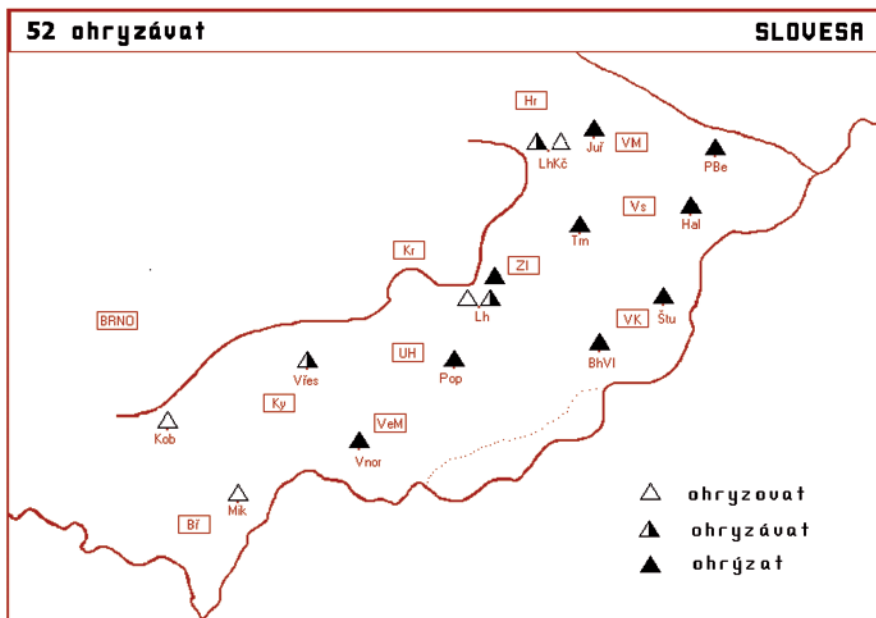 52 ohryzávat SLOVESA
Hr
Juř VM
LhKč PBe
Vs Hal
Trn
Kr
Zl
BRNO
Lh
VK Štu
UH BhVl
Vřes Pop
Ky
VeM
Kob
Vnor
Mik
Bř
ohryzovat
ohryzávat
ohrýzat